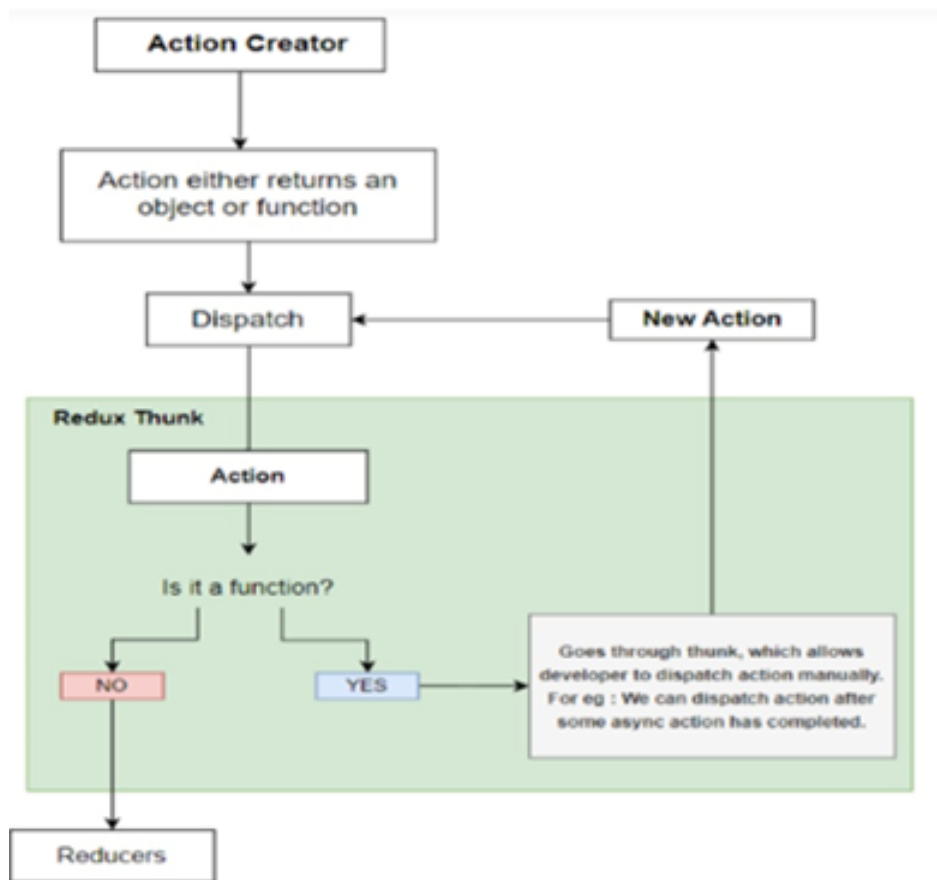 Action Creator
Action either returns an
object or function
Dispatch
New Action
Redux Thunk
Action
Is it a function?
NO
YES
Goes through thunk, which allows
developer to dispatch action manually.
For eg : We can dispatch action after
some async action has completed.
Reducers